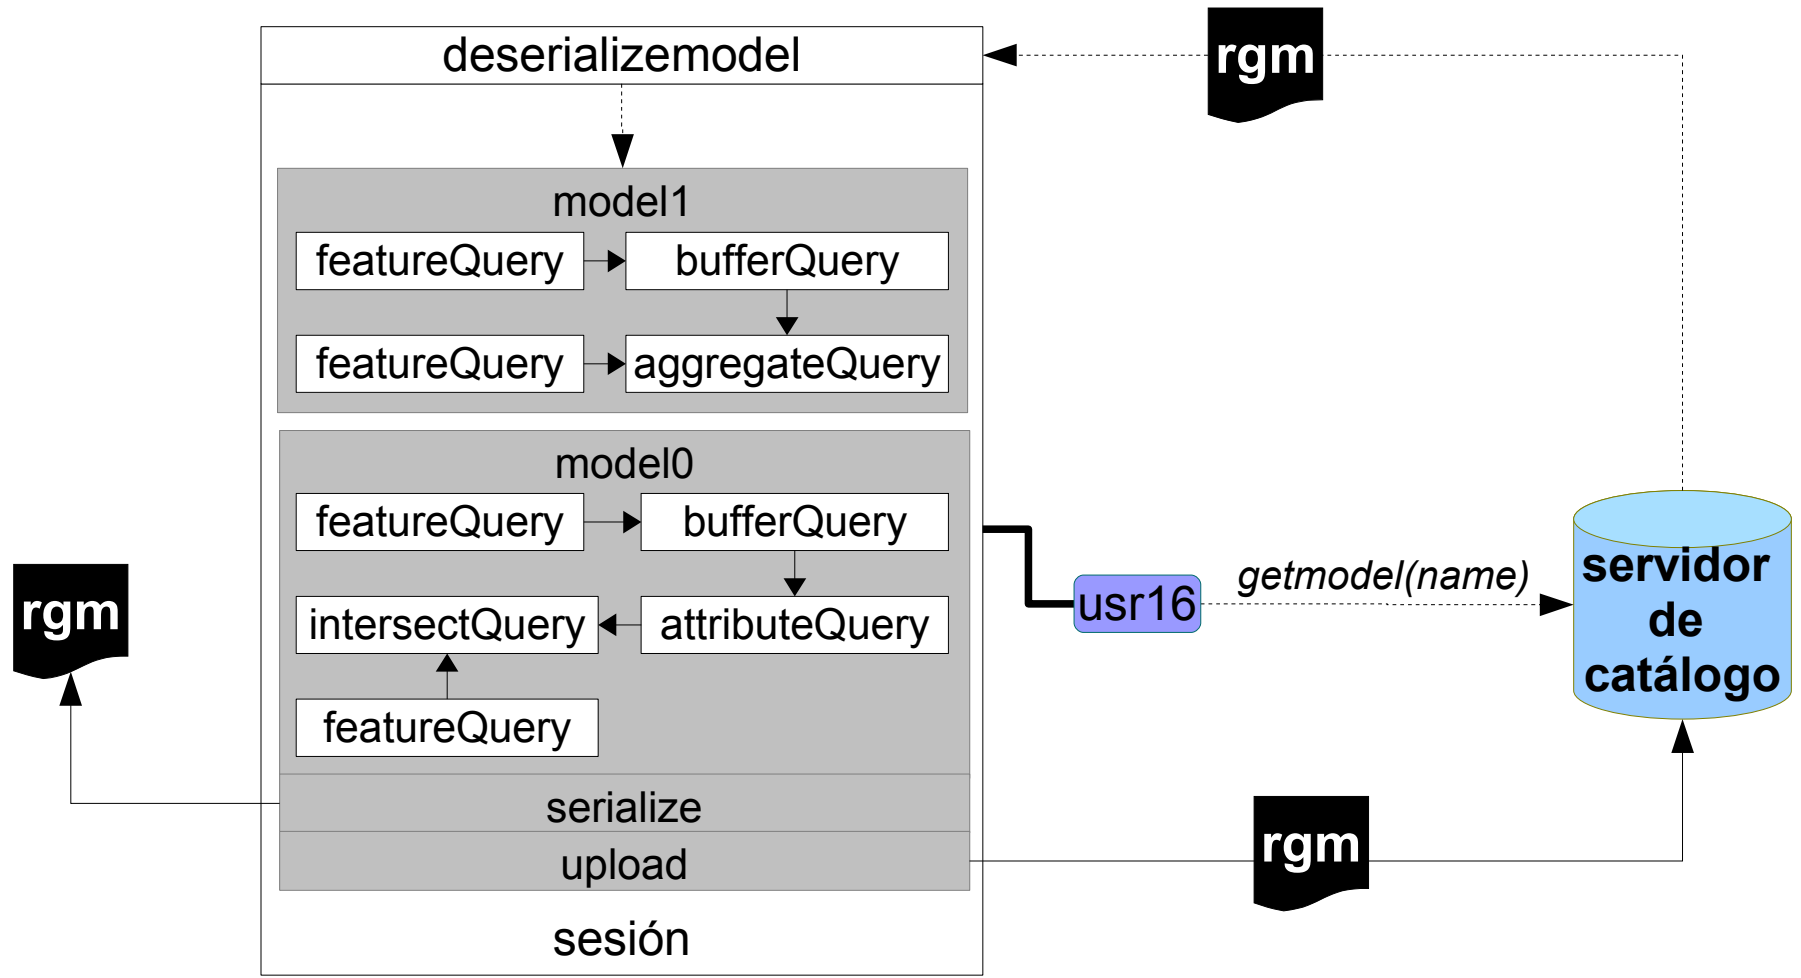 deserializemodel
rgm
model1
featureQuery
bufferQuery
featureQuery
aggregateQuery
model0
featureQuery
bufferQuery
intersectQuery
attributeQuery
featureQuery
serialize
upload
sesión
rgm
usr16
getmodel(name)
servidor
de
catálogo
rgm